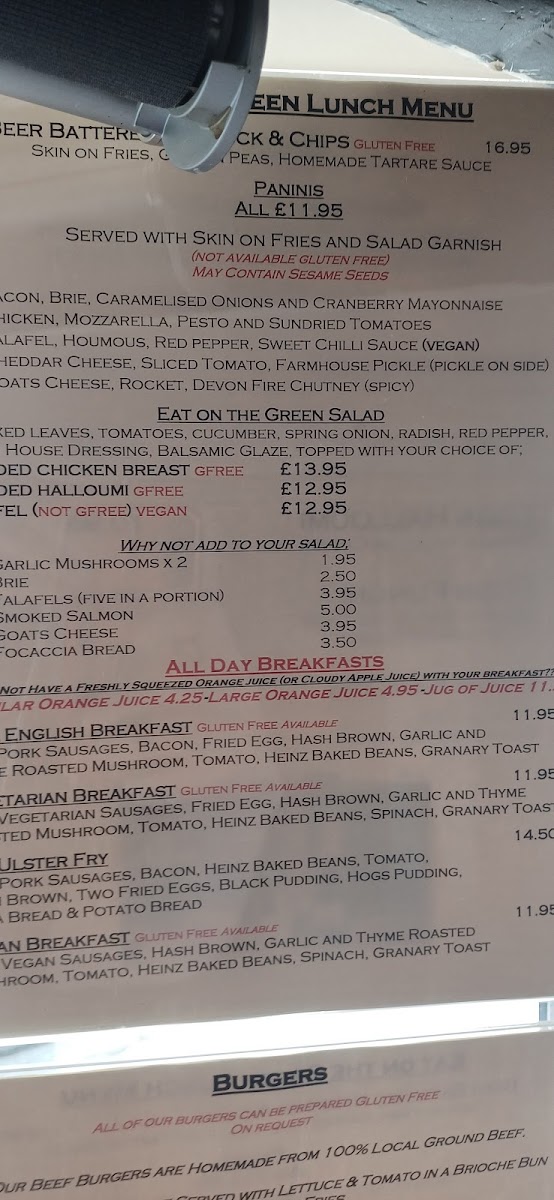 EEN LUNCH MENU
BEER BATTERE CK & CHIPS GLUTEN FREE 16.95
SKIN ON FRIES, G PEAS, HOMEMADE TARTARE SAUCE
PANINIS
ALL £11.95
SERVED WITH SKIN ON FRIES AND SALAD GARNISH
(NOT AVAILABLE GLUTEN FREE)
MAY CONTAIN SESAME SEEDS
ACON, BRIE, CARAMELISED ONIONS AND CRANBERRY MAYONNAISE
HICKEN, MOZZARELLA, PESTO AND SUNDRIED TOMATOES
ALAFEL, HOUMOUS, RED PEPPER, SWEET CHILLI SAUCE (VEGAN)
HEDDAR CHEESE, SLICED TOMATO, FARMHOUSE PICKLE (PICKLE ON SIDE)
OATS CHEESE, ROCKET, DEVON FIRE CHUTNEY (SPICY)
EAT ON THE GREEN SALAD
XED LEAVES, TOMATOES, CUCUMBER, SPRING ONION, RADISH, RED PEPPER,
HOUSE DRESSING, BALSAMIC GLAZE, TOPPED WITH YOUR CHOICE OF;
DED CHICKEN BREAST GFREE £13.95
DED HALLOUMI GFREE £12.95
FEL (NOT GFREE) VEGAN £12.95
WHY NOT ADD TO YOUR SALAD;
GARLIC MUSHROOMS X 2 1.95
BRIE 2.50
FALAFELS (FIVE IN A PORTION) 3.95
SMOKED SALMON 5.00
GOATS CHEESE 3.95
FOCACCIA BREAD 3.50
ALL DAY BREAKFASTS
NOT HAVE A FRESHLY SQUEEZED ORANGE JUICE (OR CLOUDY APPLE JUICE) WITH YOUR BREAKFAST??
LAR ORANGE JUICE 4.25-LARGE ORANGE JUICE 4.95-JUG OF JUICE 11.
ENGLISH BREAKFAST GLUTEN FREE AVAILABLE 11.95
PORK SAUSAGES, BACON, FRIED EGG, HASH BROWN, GARLIC AND
E ROASTED MUSHROOM, TOMATO, HEINZ BAKED BEANS, GRANARY TOAST
ETARIAN BREAKFAST GLUTEN FREE AVAILABLE 11.95
VEGETARIAN SAUSAGES, FRIED EGG, HASH BROWN, GARLIC AND THYME
STED MUSHROOM, TOMATO, HEINZ BAKED BEANS, SPINACH, GRANARY TOAST
ULSTER FRY 14.50
PORK SAUSAGES, BACON, HEINZ BAKED BEANS, TOMATO,
BROWN, TWO FRIED EGGS, BLACK PUDDING, HOGS PUDDING,
A BREAD & POTATO BREAD
AN BREAKFAST GLUTEN FREE AVAILABLE 11.95
VEGAN SAUSAGES, HASH BROWN, GARLIC AND THYME ROASTED
HROOM, TOMATO, HEINZ BAKED BEANS, SPINACH, GRANARY TOAST
BURGERS
ALL OF OUR BURGERS CAN BE PREPARED GLUTEN FREE
ON REQUEST
OUR BEEF BURGERS ARE HOMEMADE FROM 100% LOCAL GROUND BEEF.
SERVED WITH LETTUCE & TOMATO IN A BRIOCHE BUN
FRIES